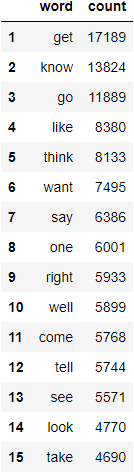 word count
1 get 17189
2 know 13824
3 go 11889
4 like 8380
5 think 8133
6 want 7495
7 say 6386
8 one 6001
9 right 5933
10 well 5899
11 come 5768
12 tell 5744
13 see 5571
14 look 4770
15 take 4690